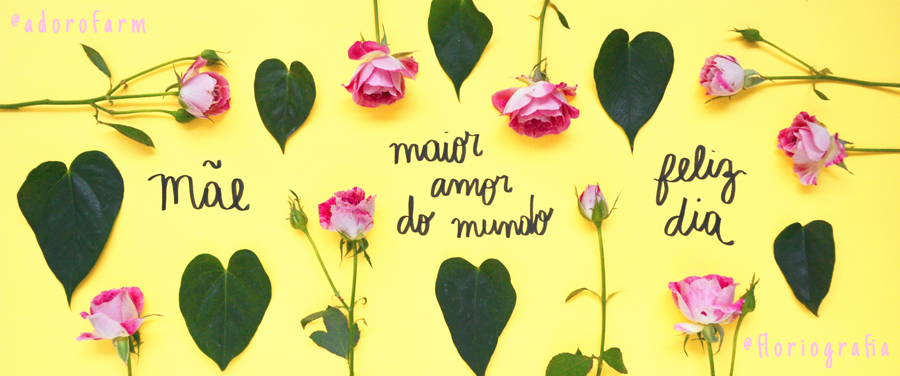 @adorofarm
mãe
maior
amor
do mundo
feliz
dia
@floriografia